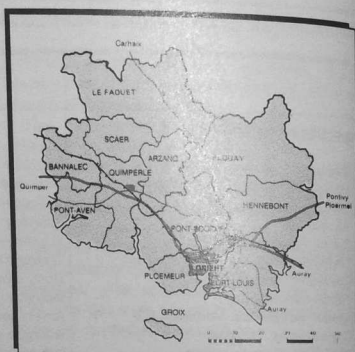 Carhaix
LE FAOUET
SCAER
ARZANO
PLOUAY
BANNALEC
QUIMPERLE
Quimper
PONT-AVEN
HENNEBONT
Pontivy
Ploermel
PONT-SCORFF
LORIENT
PLOEMEUR
PORT-LOUIS
Auray
Auray
GROIX